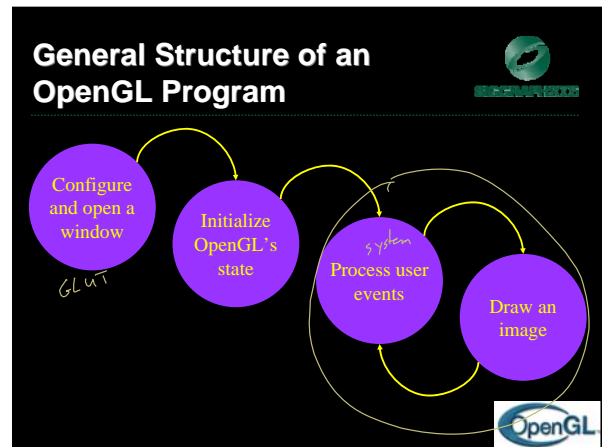 General Structure of an
OpenGL Program
SIGGRAPH2000
Configure
and open a
window
GLUT
Initialize
OpenGL's
state
system
Process user
events
Draw an
image
OpenGL